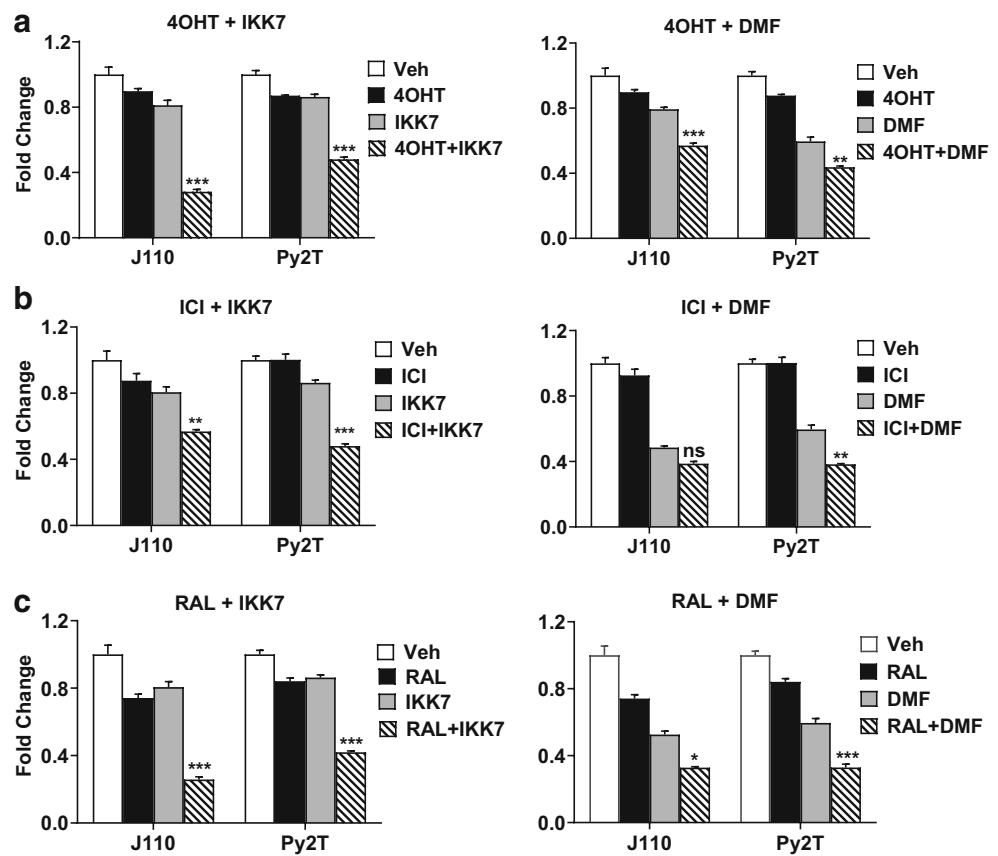 a
4OHT + IKK7
Fold Change
1.2
0.8
0.4
0.0
***
***
J110
Py2T
Veh
4OHT
IKK7
4OHT+IKK7
4OHT + DMF
1.2
0.8
0.4
0.0
***
**
J110
Py2T
Veh
4OHT
DMF
4OHT+DMF
b
ICI + IKK7
Fold Change
1.2
0.8
0.4
0.0
**
***
J110
Py2T
Veh
ICI
IKK7
ICI+IKK7
ICI + DMF
1.2
0.8
0.4
0.0
ns
**
J110
Py2T
Veh
ICI
DMF
ICI+DMF
c
RAL + IKK7
Fold Change
1.2
0.8
0.4
0.0
***
***
J110
Py2T
Veh
RAL
IKK7
RAL+IKK7
RAL + DMF
1.2
0.8
0.4
0.0
*
***
J110
Py2T
Veh
RAL
DMF
RAL+DMF